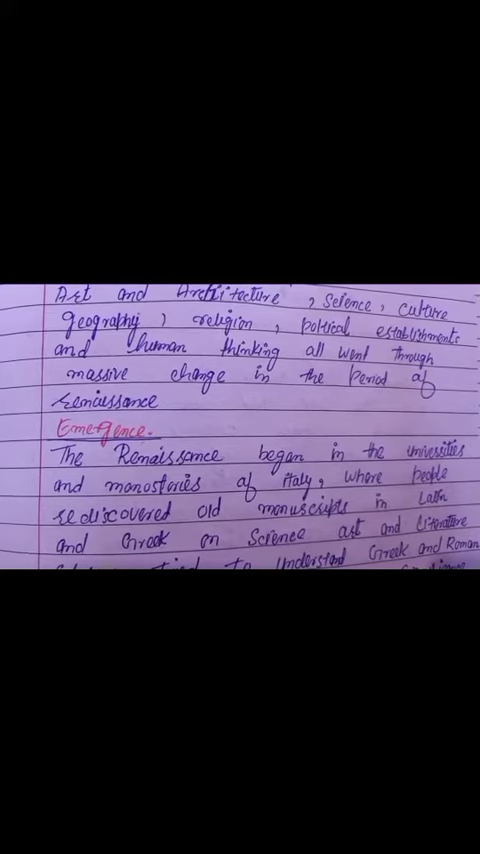 Art and Architecture , Science, Culture
geography, religion, political establishments
and human thinking all went through
massive change in the Period of
renaissance
Emergence.
The Renaissance began in the universities
and monostories of italy, where people
rediscovered old manuscripts in Latin
and Greek on Science art and Literature
to understand Greek and Roman